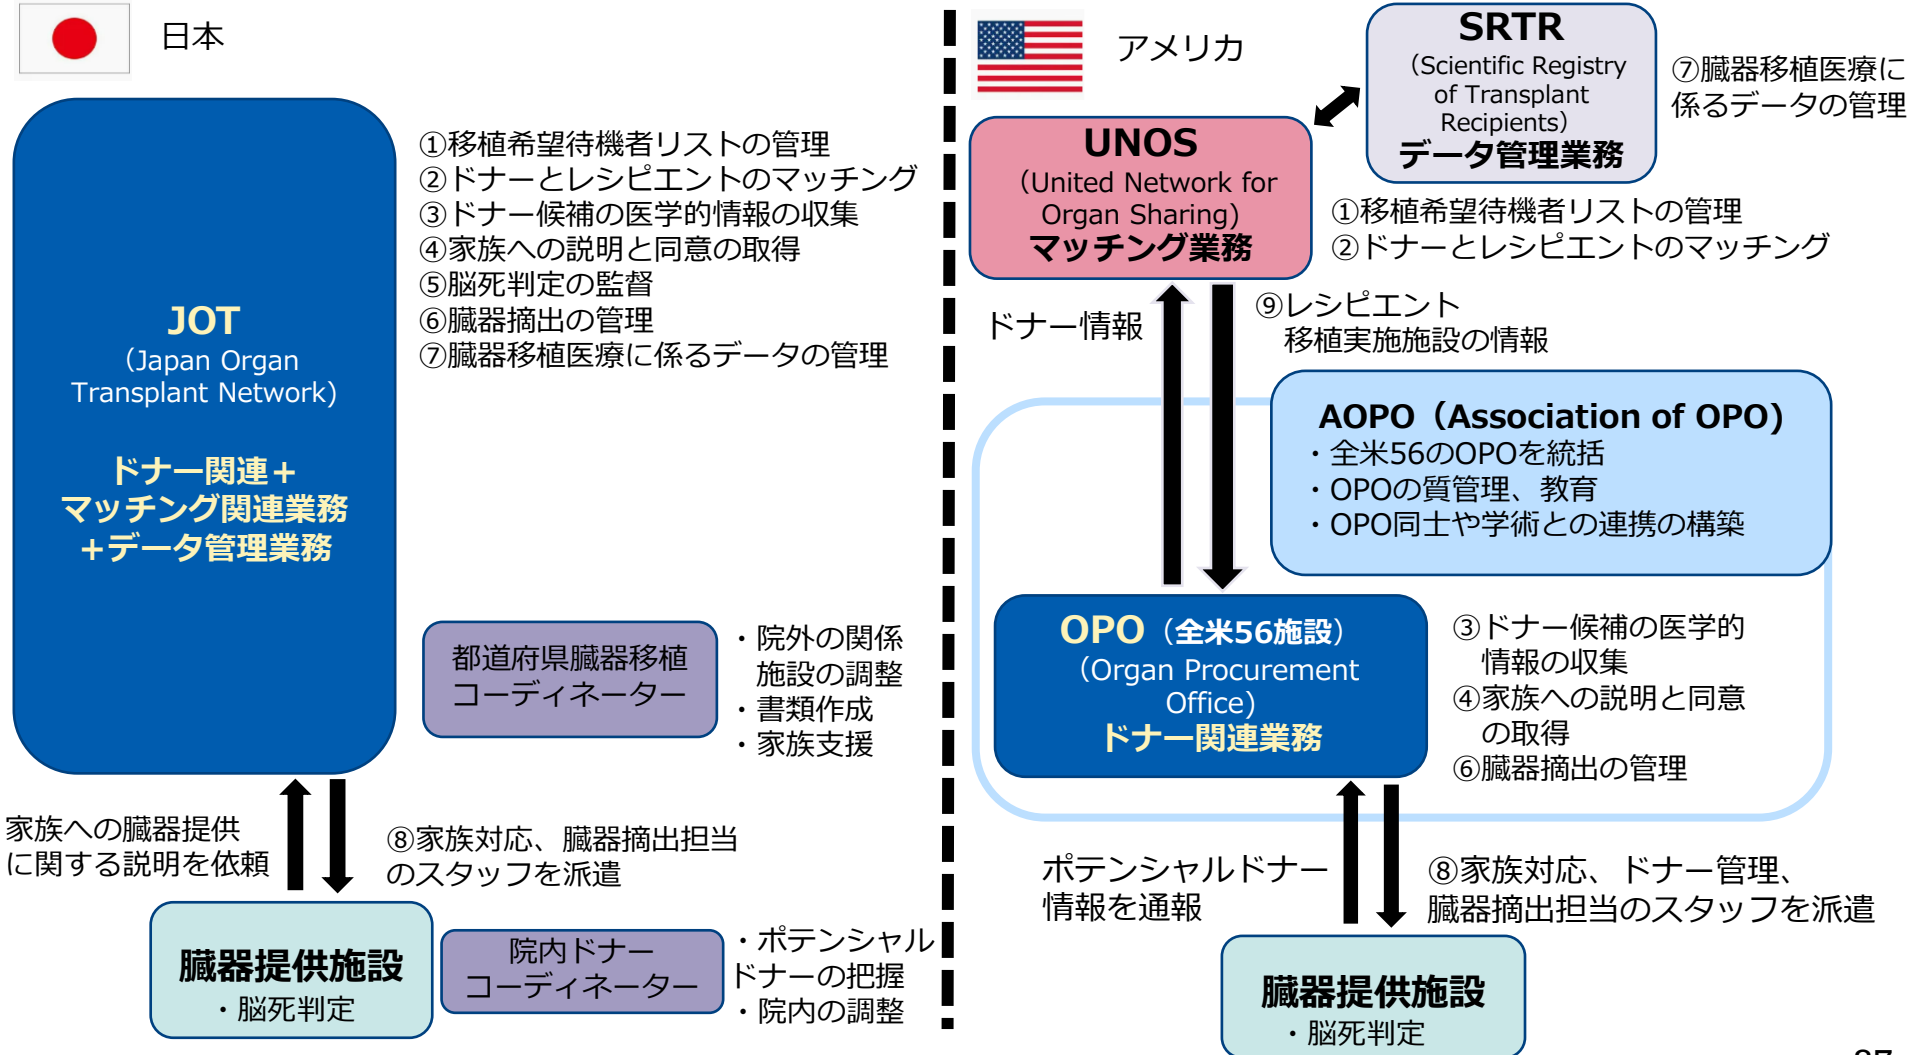 日本
JOT
（Japan Organ
Transplant Network)
ドナー関連＋
マッチング関連業務
＋データ管理業務
①移植希望待機者リストの管理
②ドナーとレシピエントのマッチング
③ドナー候補の医学的情報の収集
④家族への説明と同意の取得
⑤脳死判定の監督
⑥臓器摘出の管理
⑦臓器移植医療に係るデータの管理
都道府県臓器移植
コーディネーター
・院外の関係
施設の調整
・書類作成
・家族支援
家族への臓器提供
に関する説明を依頼
⑧家族対応、臓器摘出担当
のスタッフを派遣
臓器提供施設
・脳死判定
院内ドナー
コーディネーター
・ポテンシャル
ドナーの把握
・院内の調整
アメリカ
SRTR
（Scientific Registry
of Transplant
Recipients）
データ管理業務
⑦臓器移植医療に
係るデータの管理
UNOS
（United Network for
Organ Sharing)
マッチング業務
①移植希望待機者リストの管理
②ドナーとレシピエントのマッチング
ドナー情報
⑨レシピエント
移植実施施設の情報
AOPO（Association of OPO)
・全米56のOPOを統括
・OPOの質管理、教育
・OPO同士や学術との連携の構築
OPO（全米56施設）
（Organ Procurement
Office)
ドナー関連業務
③ドナー候補の医学的
情報の収集
④家族への説明と同意
の取得
⑥臓器摘出の管理
ポテンシャルドナー
情報を通報
⑧家族対応、ドナー管理、
臓器摘出担当のスタッフを派遣
臓器提供施設
・脳死判定